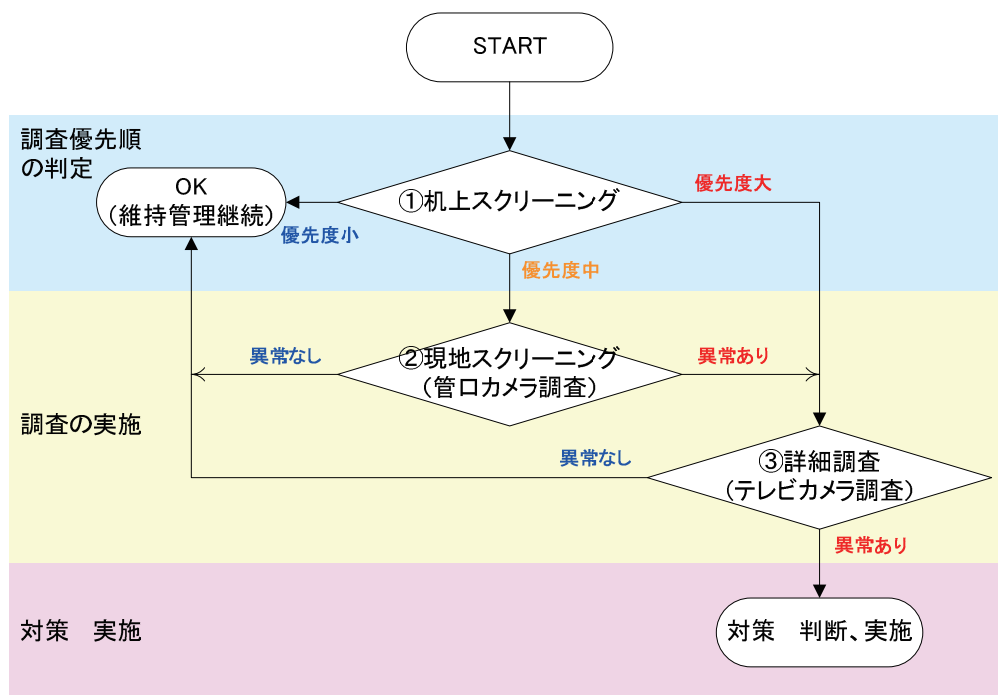 START
調査優先順
の判定
OK
(維持管理継続)
①机上スクリーニング
優先度大
優先度小
優先度中
異常なし
②現地スクリーニング
(管口カメラ調査)
異常あり
調査の実施
異常なし
③詳細調査
(テレビカメラ調査)
異常あり
対策　実施
対策　判断、実施